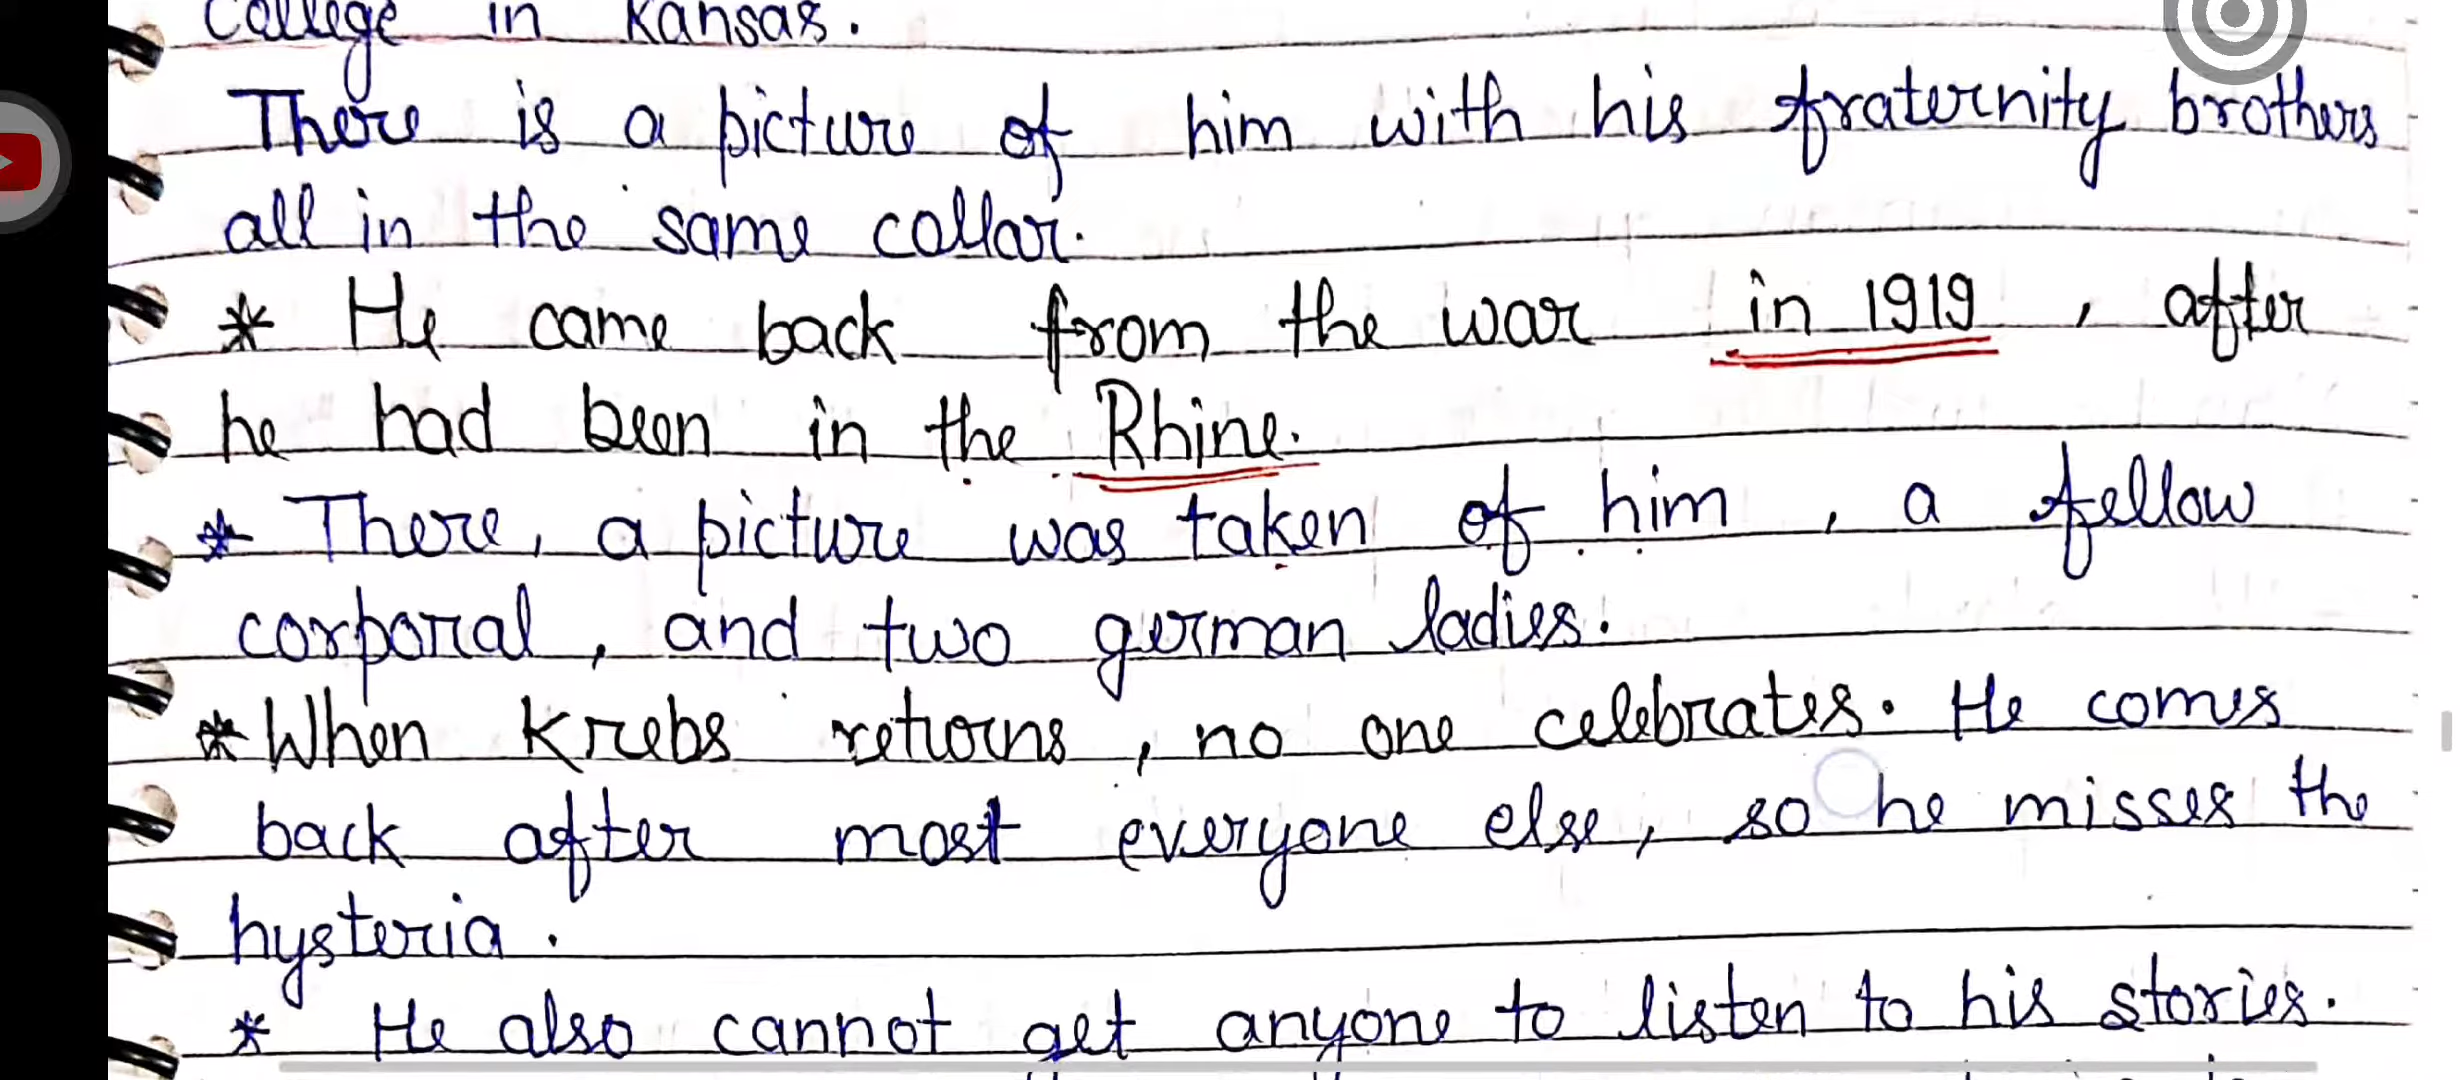 College in Kansas.
There is a picture of him with his fraternity brothers
all in the same collar.
* He came back from the war in 1919, after
he had been in the Rhine.
* There, a picture was taken of him, a fellow
corporal, and two german ladies.
* When Krebs returns, no one celebrates. He comes
back after most everyone else, so he misses the
hysteria.
* He also cannot get anyone to listen to his stories.